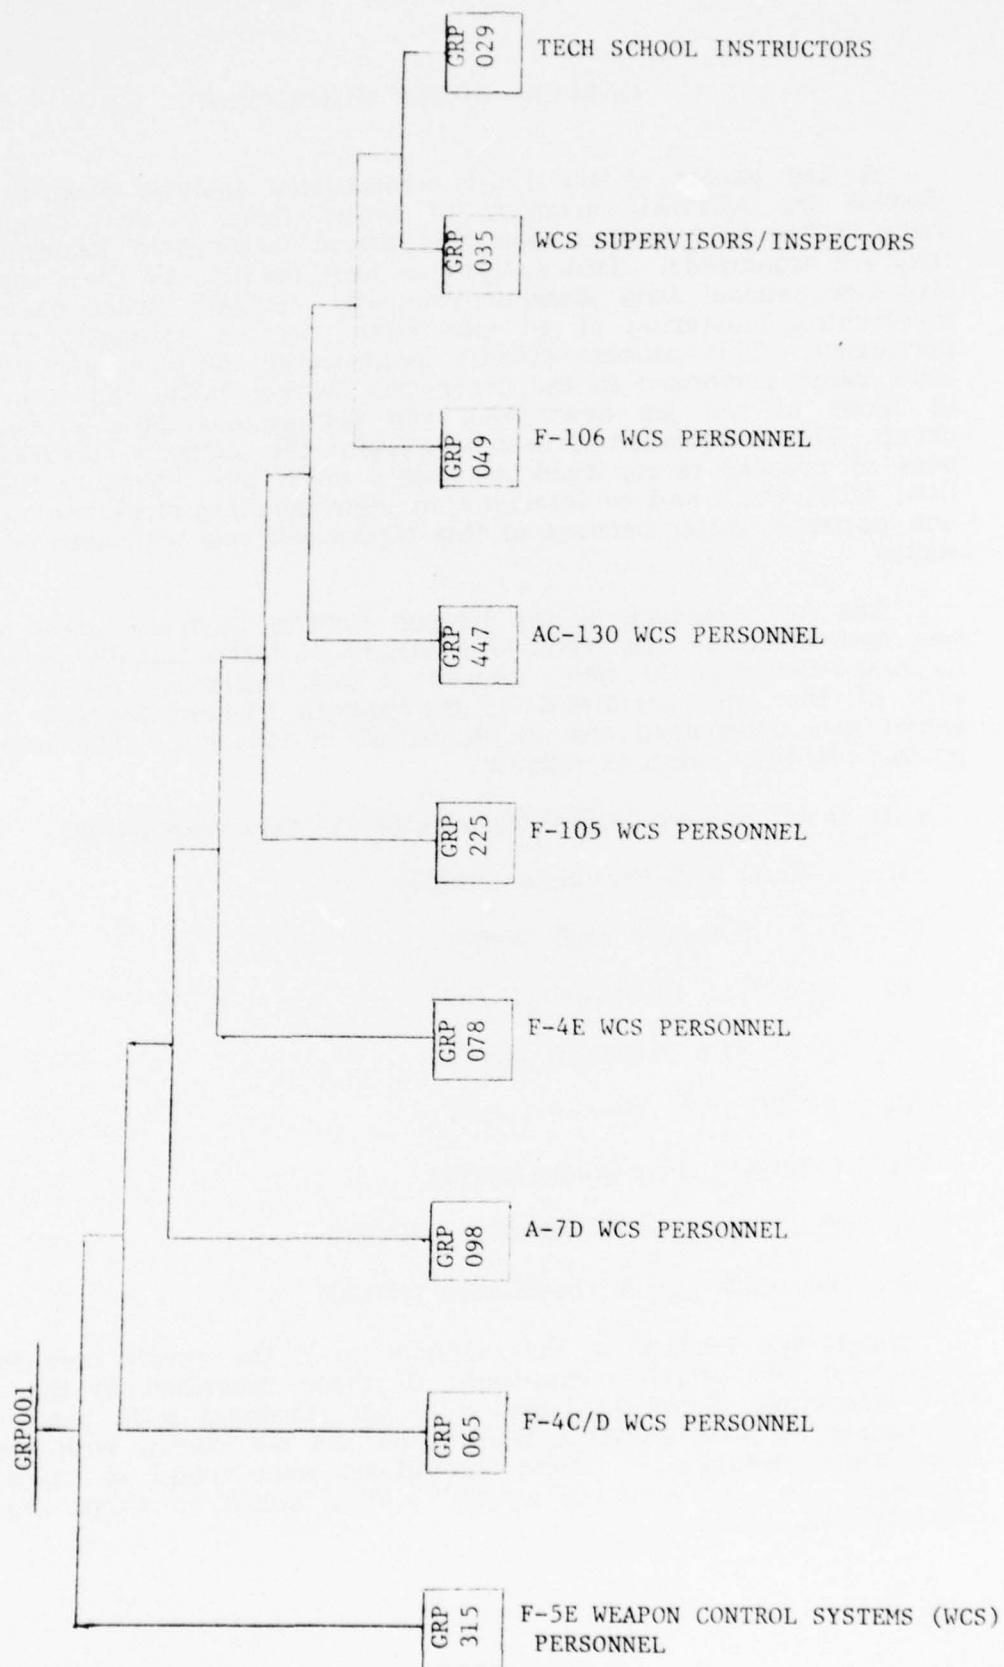 GRP
029
TECH SCHOOL INSTRUCTORS
GRP
035
WCS SUPERVISORS/INSPECTORS
GRP
049
F-106 WCS PERSONNEL
GRP
447
AC-130 WCS PERSONNEL
GRP
225
F-105 WCS PERSONNEL
GRP
078
F-4E WCS PERSONNEL
GRP
098
A-7D WCS PERSONNEL
GRP001
GRP
065
F-4C/D WCS PERSONNEL
GRP
315
F-5E WEAPON CONTROL SYSTEMS (WCS)
PERSONNEL